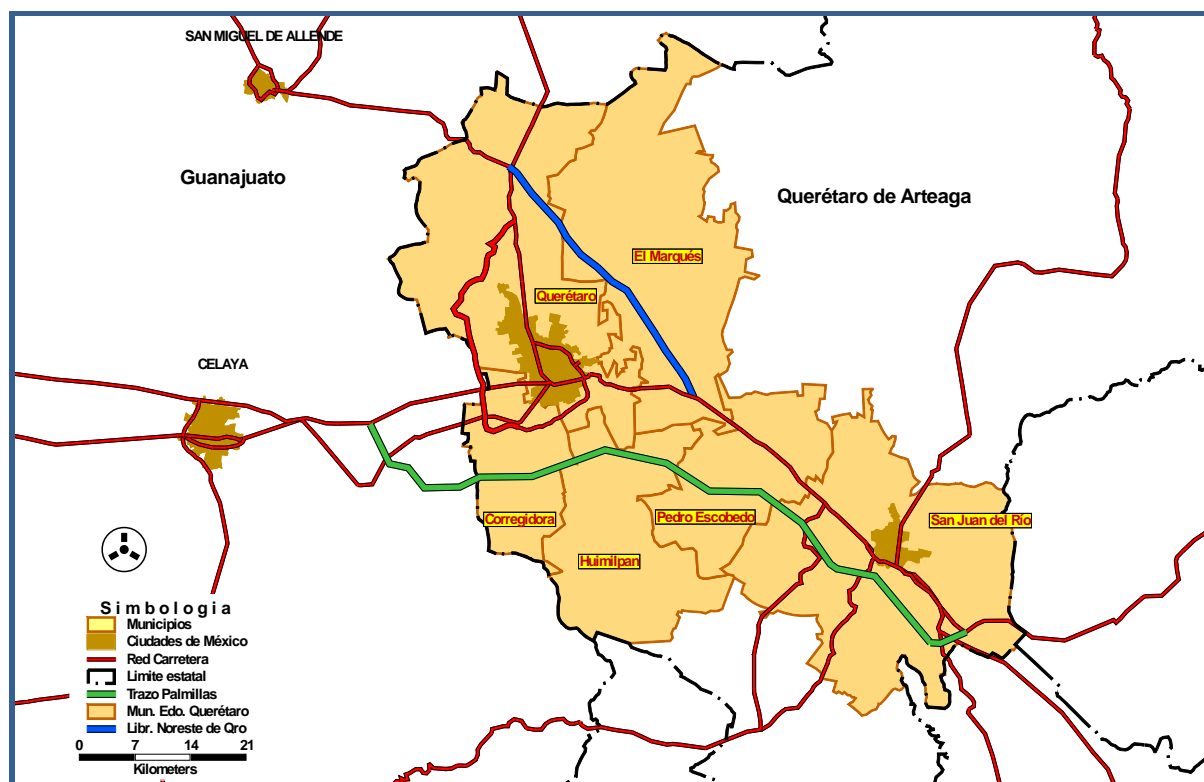 SAN MIGUEL DE ALLENDE
Guanajuato
Querétaro de Arteaga
El Marqués
Querétaro
CELAYA
Corregidora
Pedro Escobedo
San Juan del Río
Huimilpan
Simbologia
Municipios
Ciudades de México
Red Carretera
Limite estatal
Trazo Palmillas
Mun. Edo. Querétaro
Libr. Noreste de Qro
0 7 14 21
Kilometers